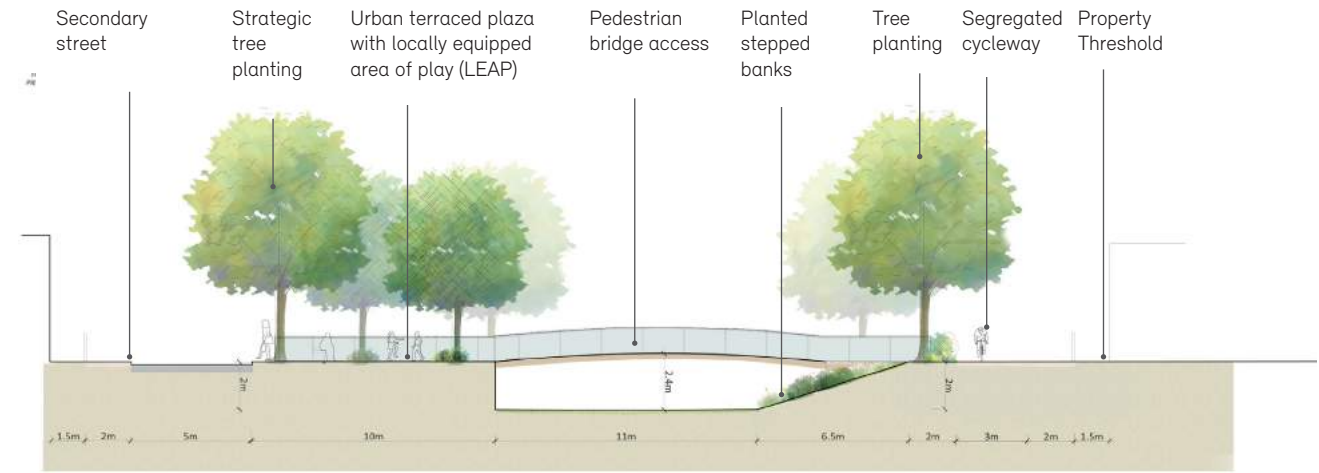 Secondary
street
Strategic
tree
planting
Urban terraced plaza
with locally equipped
area of play (LEAP)
Pedestrian
bridge access
Planted
stepped
banks
Tree
planting
Segregated
cycleway
Property
Threshold
2m
2.4m
2m
1.5m
2m
5m
10m
11m
6.5m
2m
3m
2m
1.5m